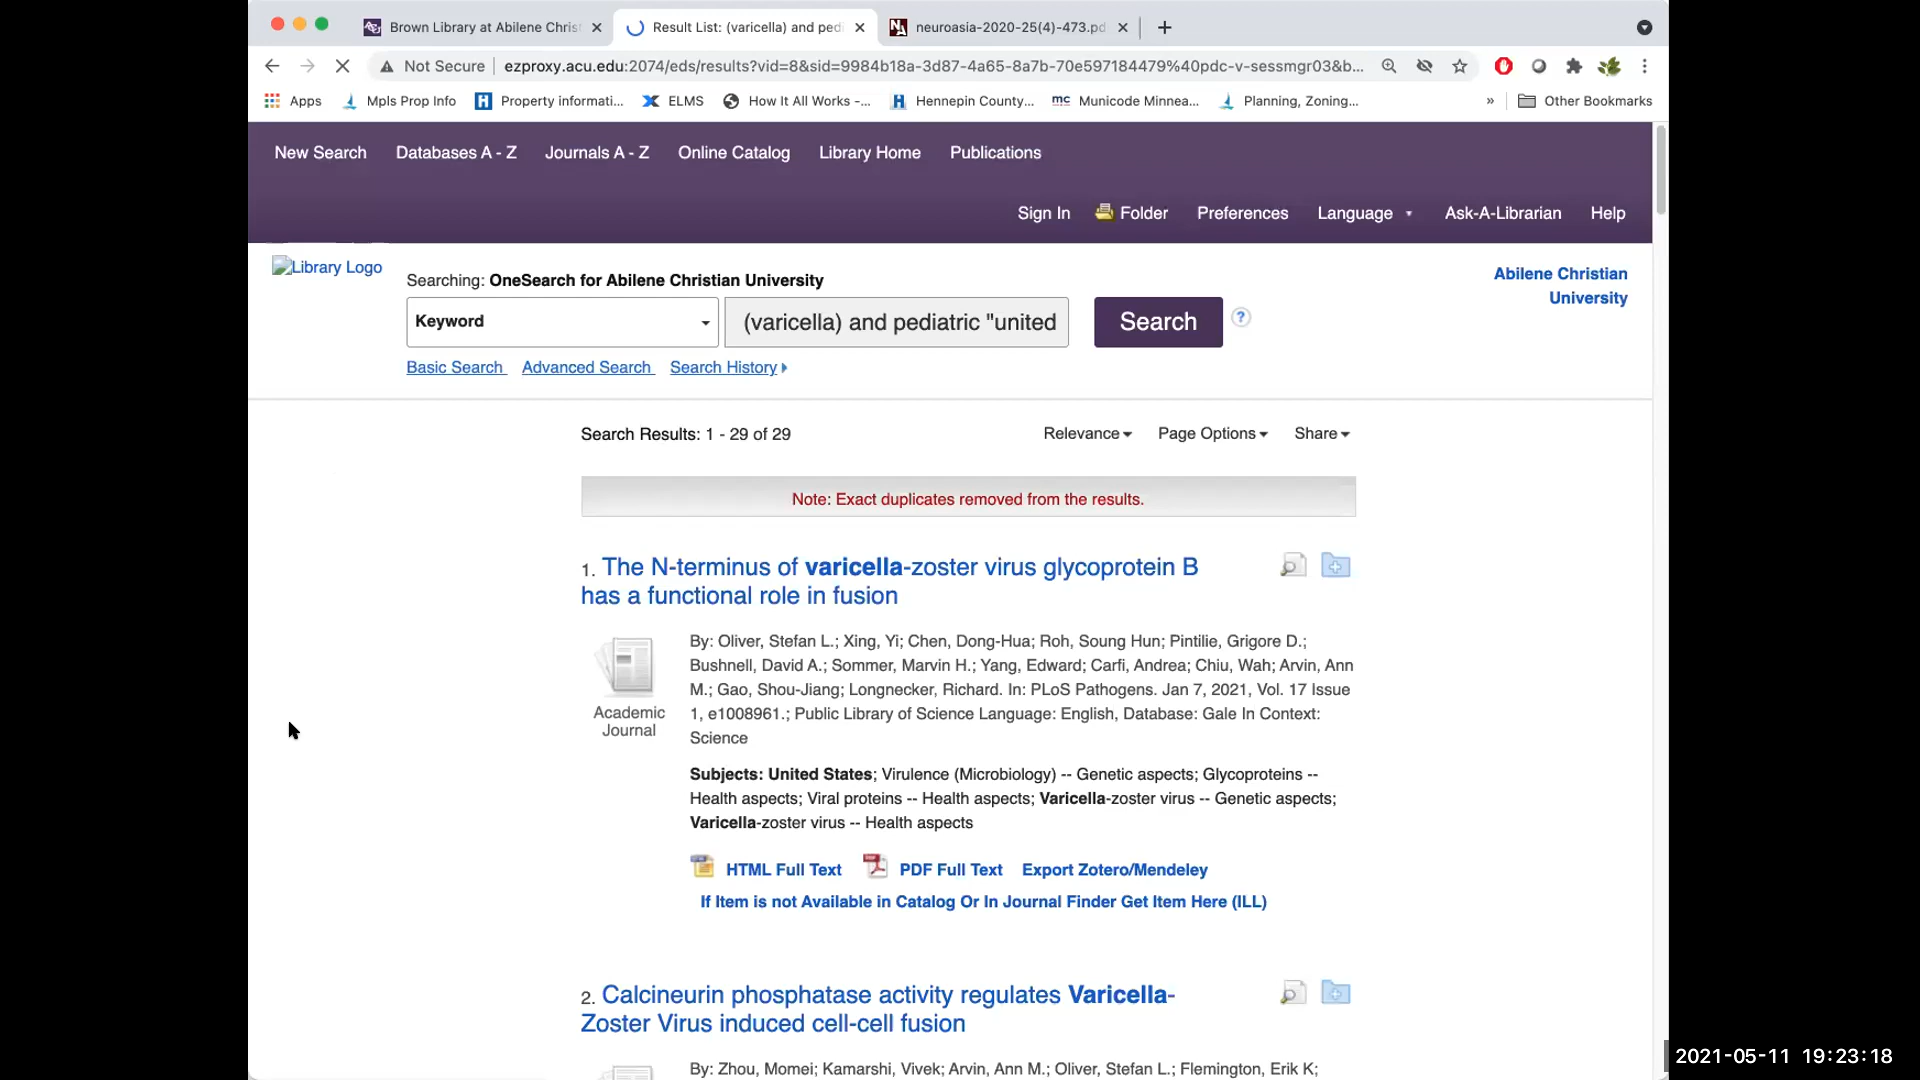 Brown Library at Abilene Christ
Result List: (varicella) and pedi
neuroasia-2020-25(4)-473.pd
Not Secure
ezproxy.acu.edu:2074/eds/results?vid=8&sid=9984b18a-3d87-4a65-8a7b-70e597184479%40pdc-v-sessmgr03&b...
Apps
Mpls Prop Info
Property informati...
ELMS
How It All Works -...
Hennepin County...
mc Municode Minnea...
Planning, Zoning...
»
Other Bookmarks
New Search
Databases A - Z
Journals A - Z
Online Catalog
Library Home
Publications
Sign In
Folder
Preferences
Language
Ask-A-Librarian
Help
Library Logo
Searching: OneSearch for Abilene Christian University
Abilene Christian
University
Keyword
(varicella) and pediatric "united
Search
?
Basic Search
Advanced Search
Search History
Search Results: 1 - 29 of 29
Relevance
Page Options
Share
Note: Exact duplicates removed from the results.
1. The N-terminus of varicella-zoster virus glycoprotein B
has a functional role in fusion
Academic
Journal
By: Oliver, Stefan L.; Xing, Yi; Chen, Dong-Hua; Roh, Soung Hun; Pintilie, Grigore D.;
Bushnell, David A.; Sommer, Marvin H.; Yang, Edward; Carfi, Andrea; Chiu, Wah; Arvin, Ann
M.; Gao, Shou-Jiang; Longnecker, Richard. In: PLoS Pathogens. Jan 7, 2021, Vol. 17 Issue
1, e1008961.; Public Library of Science Language: English, Database: Gale In Context:
Science
Subjects: United States; Virulence (Microbiology) -- Genetic aspects; Glycoproteins --
Health aspects; Viral proteins -- Health aspects; Varicella-zoster virus -- Genetic aspects;
Varicella-zoster virus -- Health aspects
HTML Full Text
PDF Full Text
Export Zotero/Mendeley
If Item is not Available in Catalog Or In Journal Finder Get Item Here (ILL)
2. Calcineurin phosphatase activity regulates Varicella-
Zoster Virus induced cell-cell fusion
By: Zhou, Momei; Kamarshi, Vivek; Arvin, Ann M.; Oliver, Stefan L.; Flemington, Erik K;
2021-05-11 19:23:18